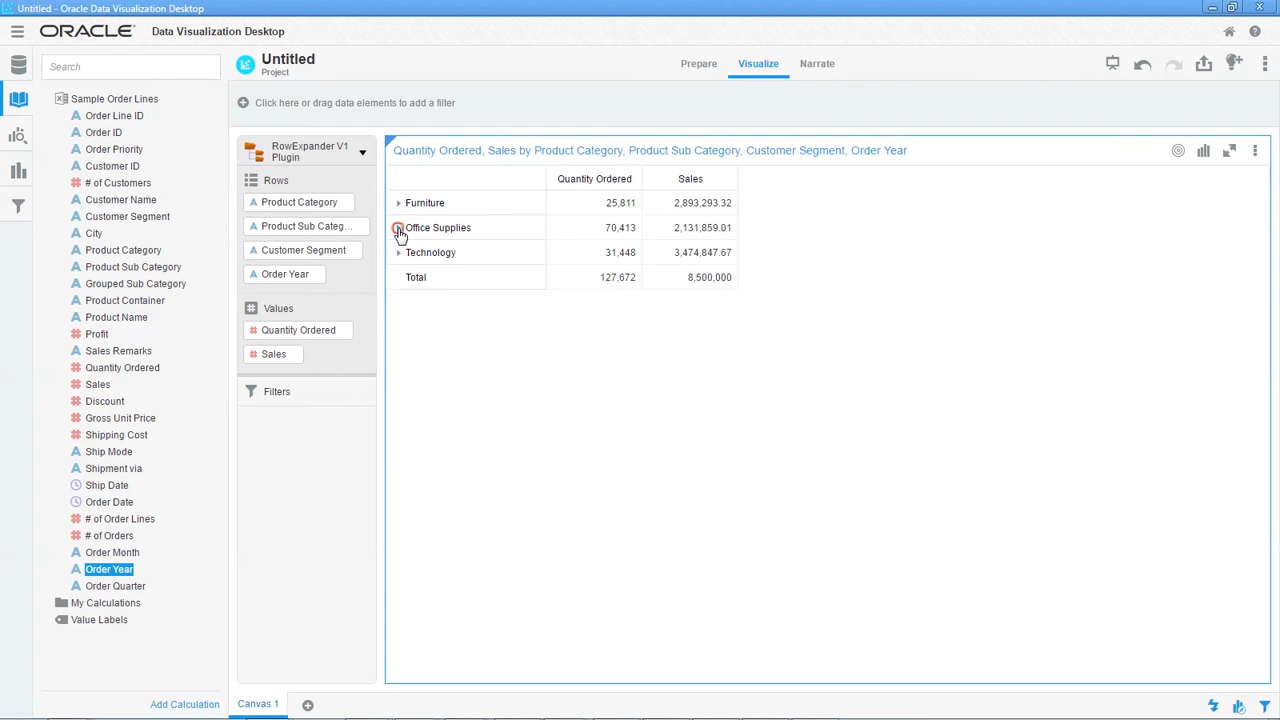 Untitled - Oracle Data Visualization Desktop
ORACLE Data Visualization Desktop
Search
Untitled
Project
Prepare Visualize Narrate
Sample Order Lines
Order Line ID
Order ID
Order Priority
Customer ID
# of Customers
Customer Name
Customer Segment
City
Product Category
Product Sub Category
Grouped Sub Category
Product Container
Product Name
Profit
Sales Remarks
Quantity Ordered
Sales
Discount
Gross Unit Price
Shipping Cost
Ship Mode
Shipment via
Ship Date
Order Date
# of Order Lines
# of Orders
Order Month
Order Year
Order Quarter
My Calculations
Value Labels
Add Calculation
Click here or drag data elements to add a filter
RowExpander V1
Plugin
Rows
Product Category
Product Sub Categ...
Customer Segment
Order Year
Values
Quantity Ordered
Sales
Filters
Quantity Ordered, Sales by Product Category, Product Sub Category, Customer Segment, Order Year
Quantity Ordered Sales
Furniture 25,811 2,893,293.32
Office Supplies 70,413 2,131,859.01
Technology 31,448 3,474,847.67
Total 127,672 8,500,000
Canvas 1